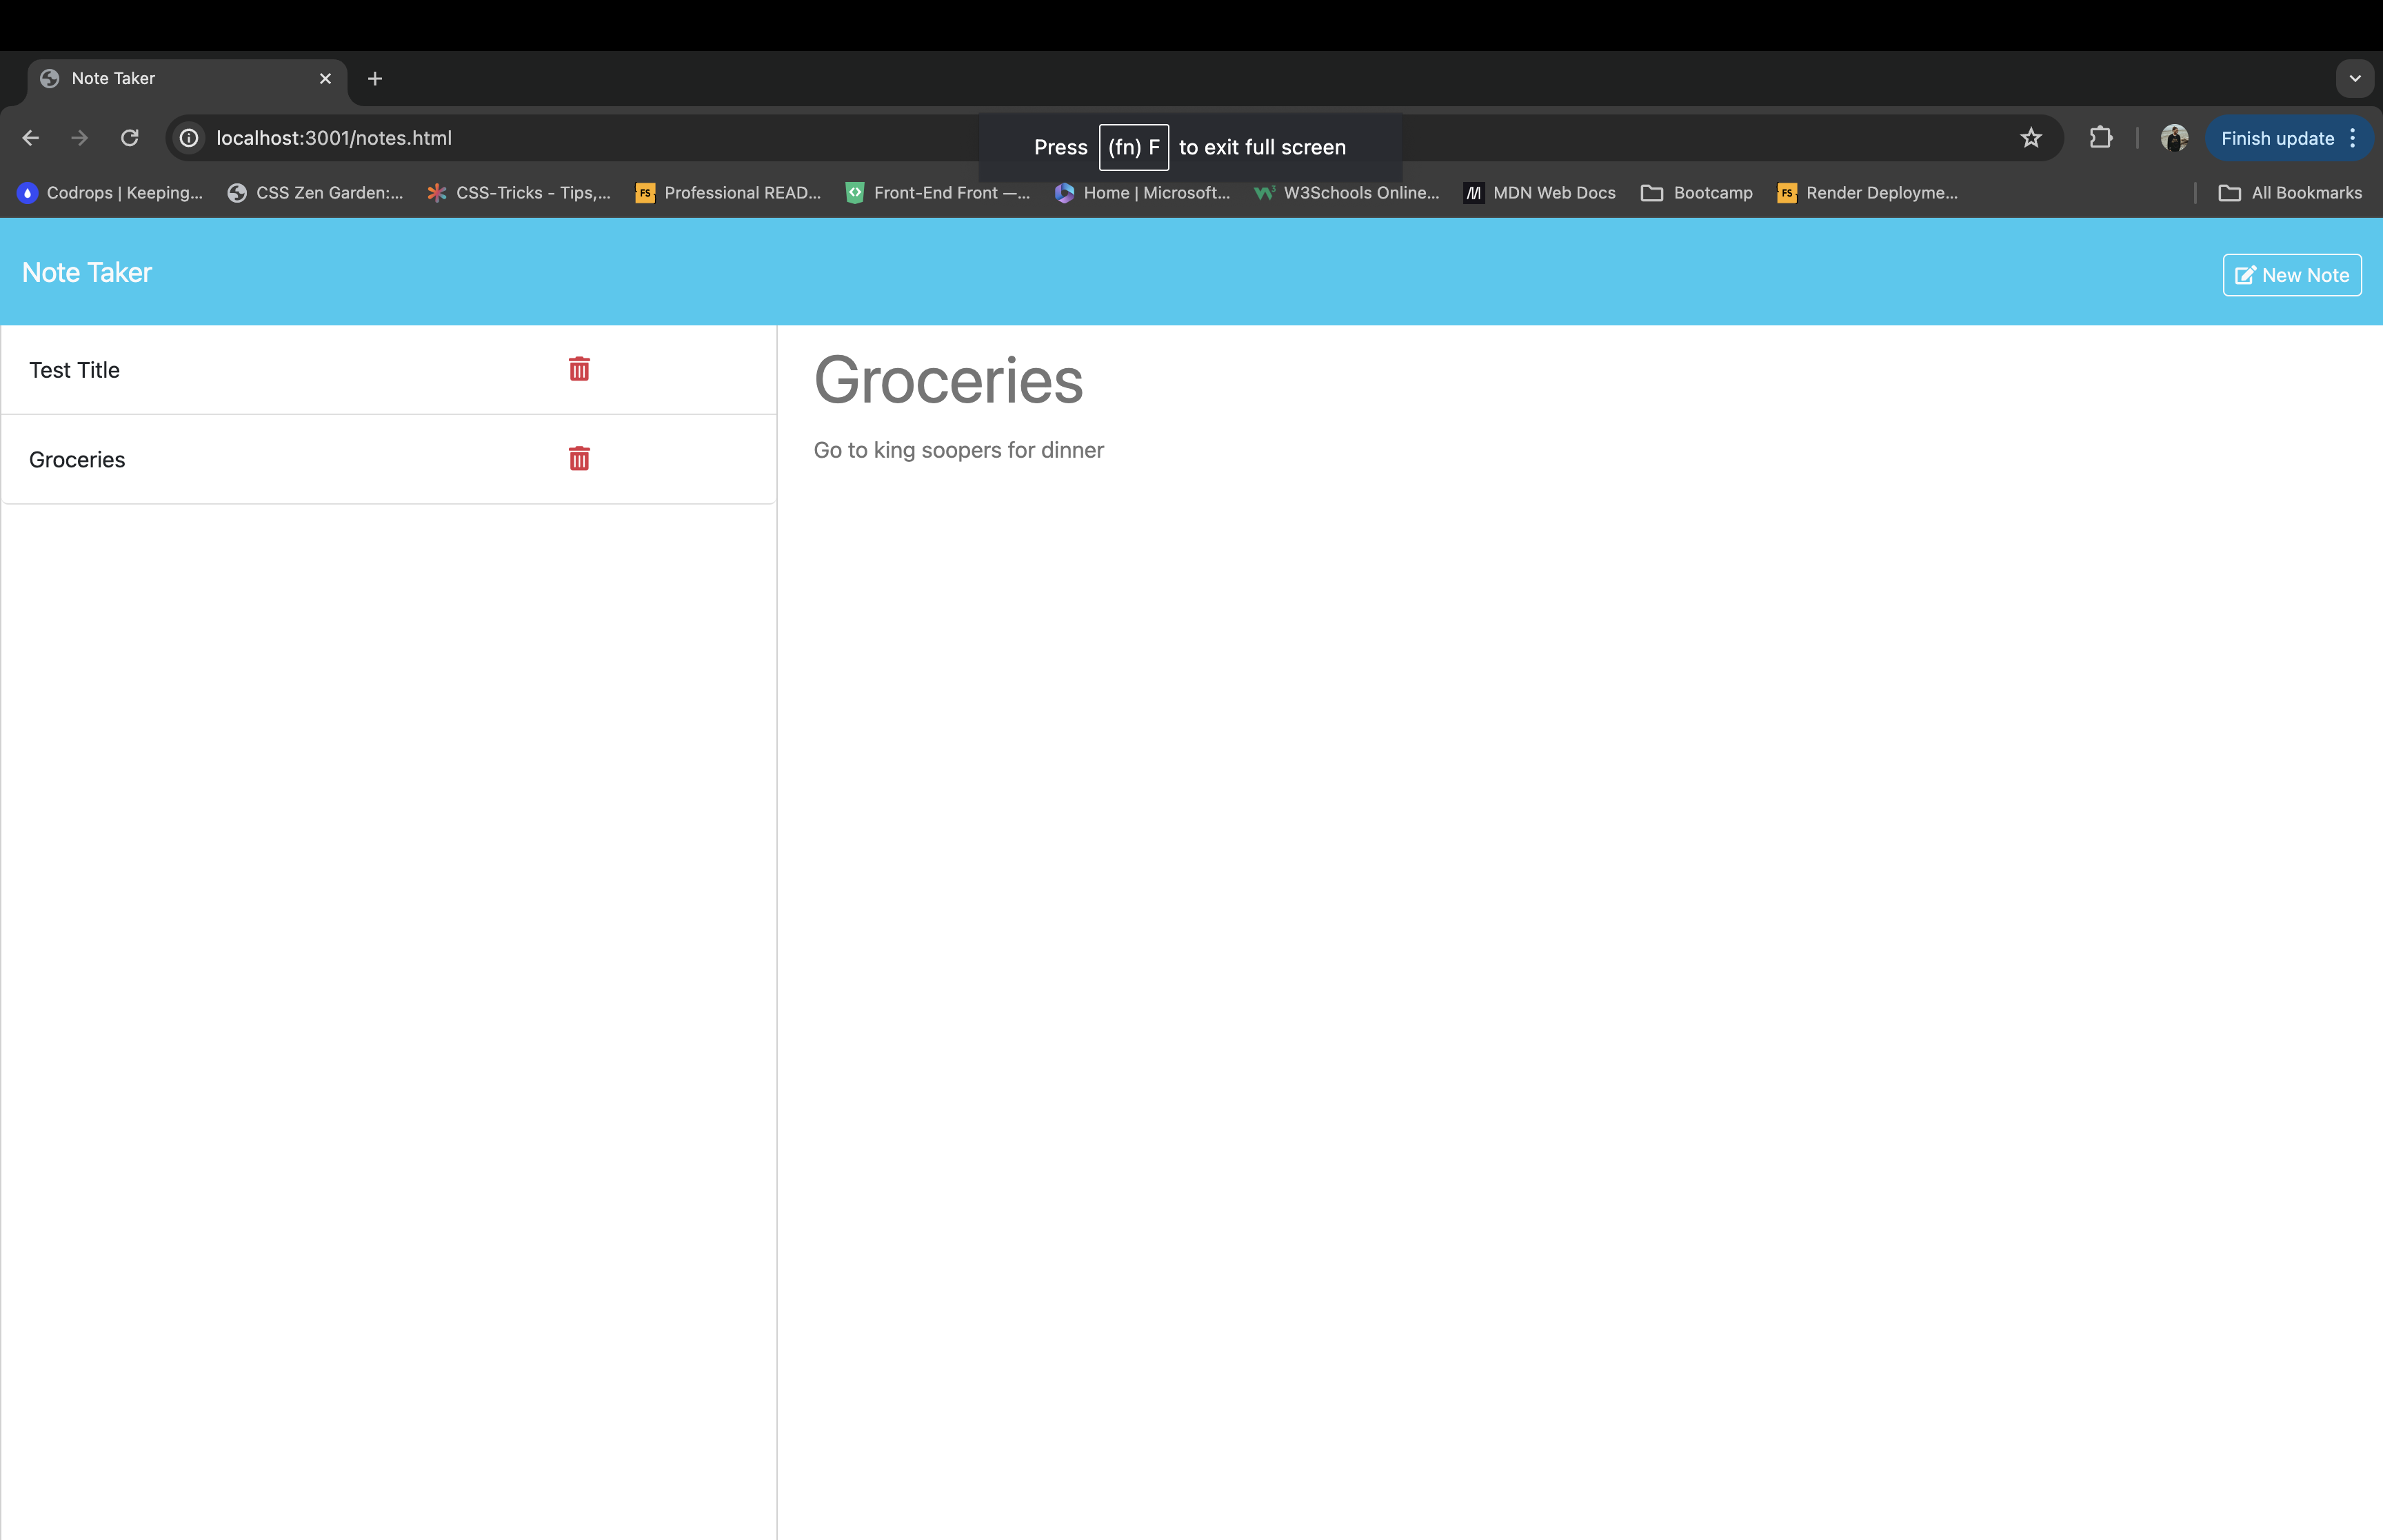 Note Taker
localhost:3001/notes.html
Press (fn) F to exit full screen
Finish update
Codrops | Keeping... CSS Zen Garden:... CSS-Tricks - Tips,... FS Professional READ... Front-End Front —... Home | Microsoft... W3Schools Online... MDN Web Docs Bootcamp FS Render Deployme... All Bookmarks
Note Taker
New Note
Test Title
Groceries
Groceries
Go to king soopers for dinner